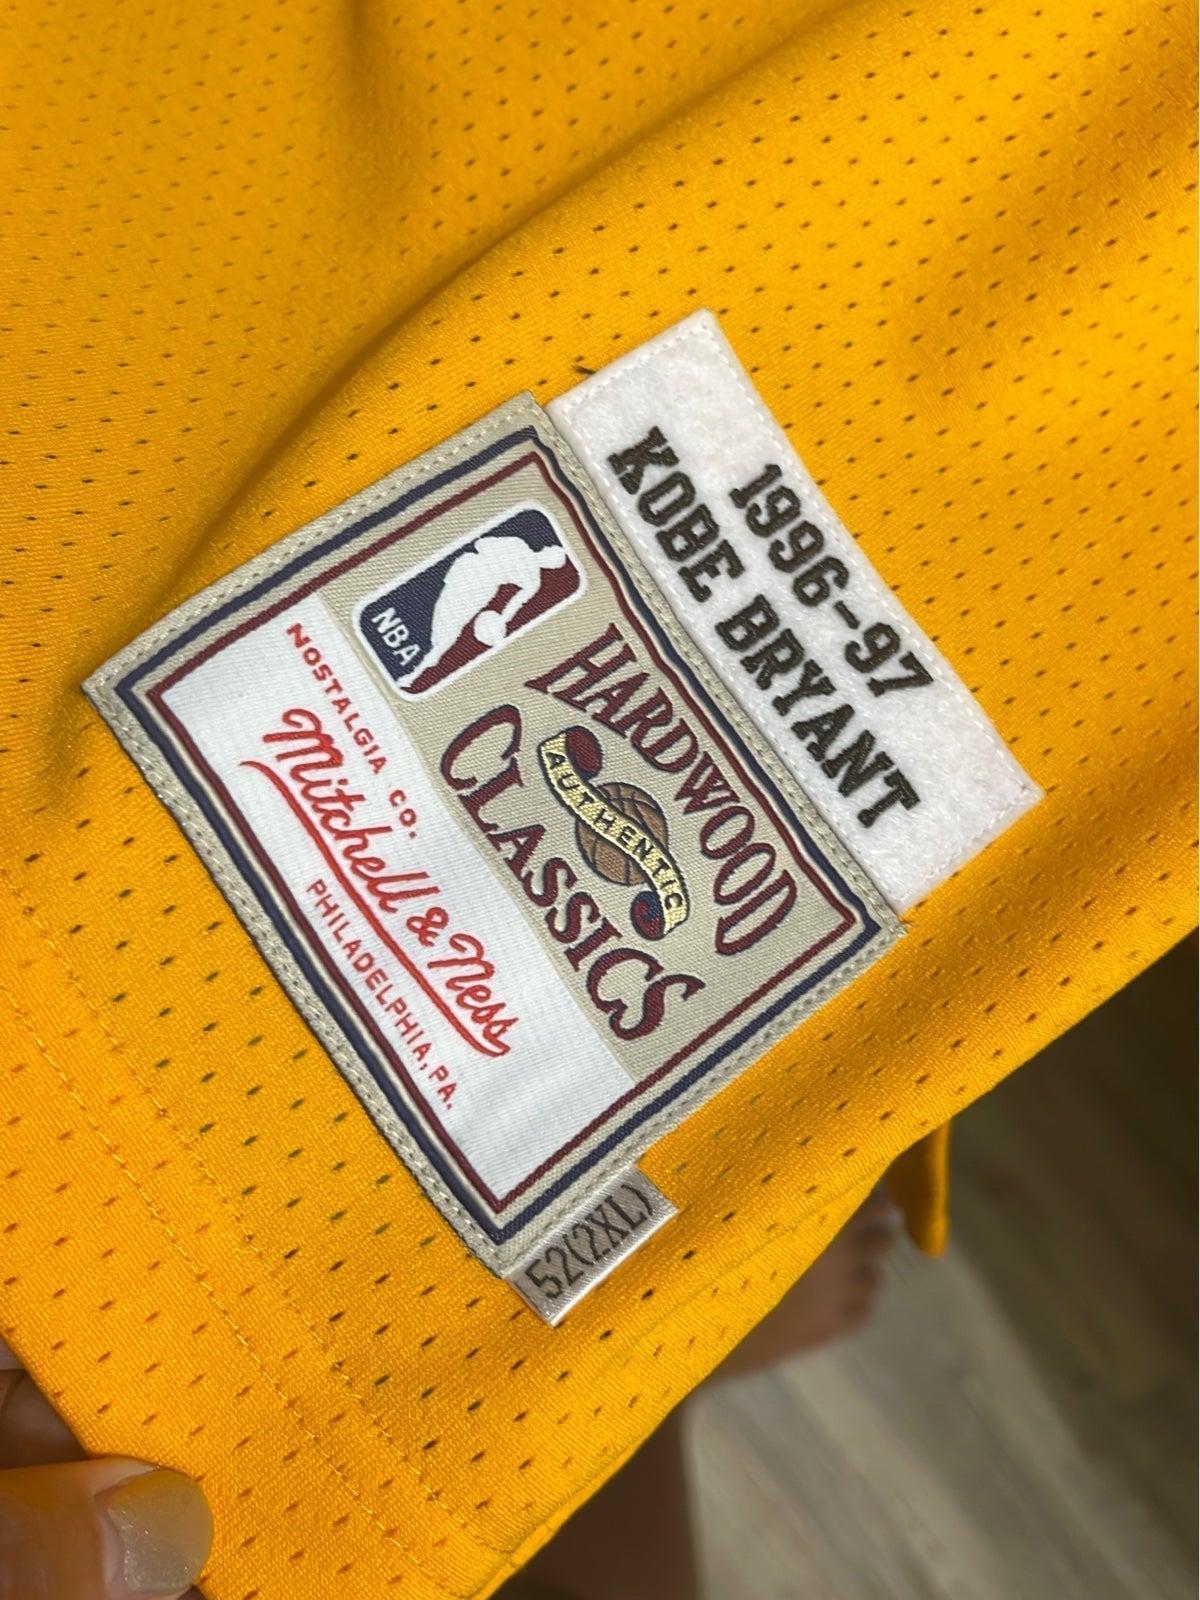 1996-97
KOBE BRYANT
NBA
HARDWOOD
AUTHENTIC
CLASSICS
NOSTALGIA CO.
Mitchell & Ness
PHILADELPHIA, PA.
52(2XL)